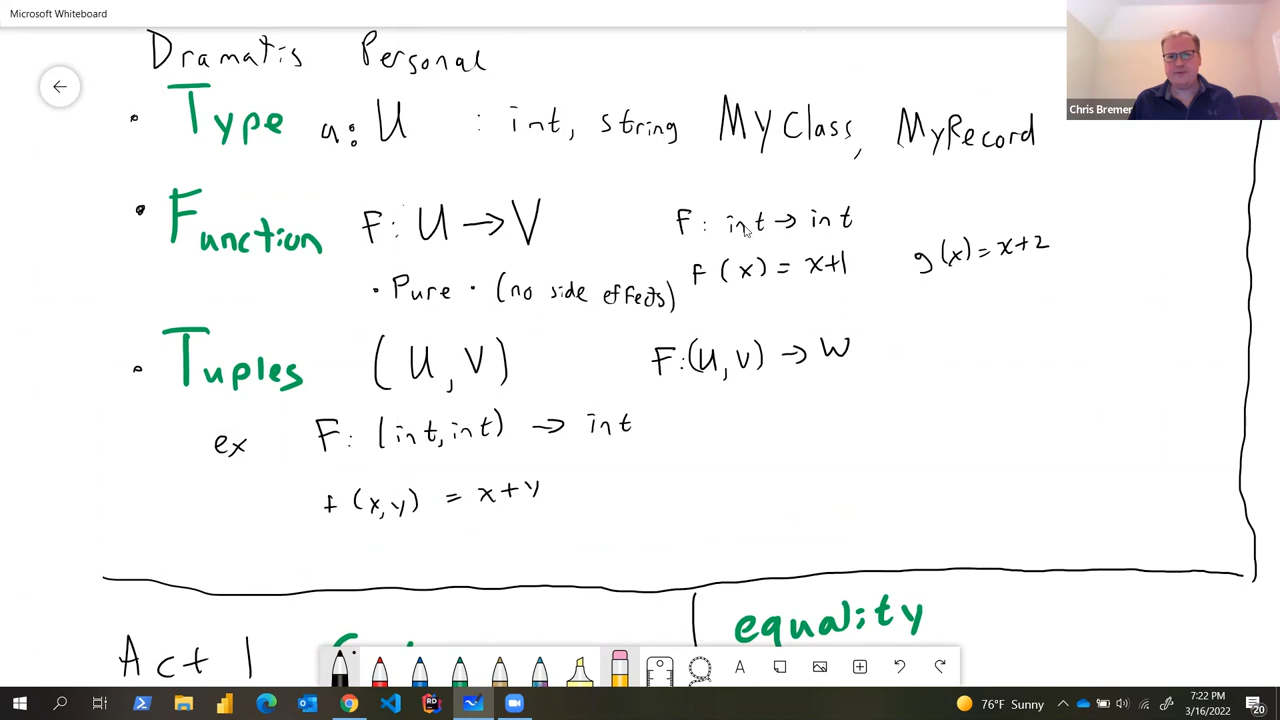 Microsoft Whiteboard
Dramatis Personal
Chris Bremer
• Type a: U : int, string MyClass, MyRecord
• Function F: U → V F: int → int
f(x) = x+1 g(x) = x+2
• Pure • (no side effects)
• Tuples (U, V) F:(U, V) → W
ex F: (int, int) → int
f (x, y) = x+y
equality
Act 1
A
76°F Sunny
7:22 PM
3/16/2022
20